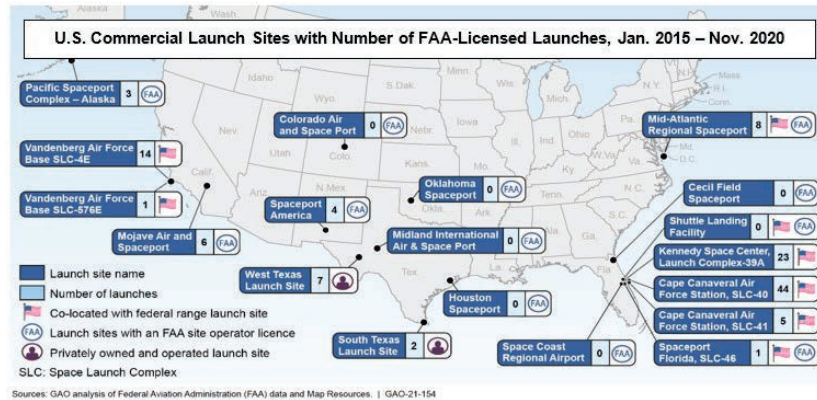 U.S. Commercial Launch Sites with Number of FAA-Licensed Launches, Jan. 2015 – Nov. 2020
Wash.
Idaho
Wyo.
S.Dak.
Minn.
Wis.
Mich.
N.Y.
Mass.
R.I.
Conn.
Pacific Spaceport
Complex – Alaska
3
FAA
Colorado Air
and Space Port
0
FAA
Mid-Atlantic
Regional Spaceport
8
FAA
Nev.
Utah
Colo.
Nebr.
Iowa
Ill.
Ind.
Ohio
Pa.
Md.
D.C.
Vandenberg Air Force
Base SLC-4E
14
Calif.
Kans.
Mo.
Ky.
W.Va.
Va.
Vandenberg Air Force
Base SLC-576E
1
Ariz.
N.Mex.
Oklahoma
Spaceport
0
FAA
Okla.
Ark.
Tenn.
N.C.
S.C.
Cecil Field
Spaceport
0
FAA
Spaceport
America
4
FAA
Shuttle Landing
Facility
0
FAA
Mojave Air and
Spaceport
6
FAA
Midland International
Air & Space Port
0
FAA
Ala.
Ga.
Kennedy Space Center,
Launch Complex-39A
23
West Texas
Launch Site
7
Tex.
La.
Fla.
Cape Canaveral Air
Force Station, SLC-40
44
Houston
Spaceport
0
FAA
Cape Canaveral Air
Force Station, SLC-41
5
South Texas
Launch Site
2
Space Coast
Regional Airport
0
FAA
Spaceport
Florida, SLC-46
1
FAA
Launch site name
Number of launches
Co-located with federal range launch site
FAA
Launch sites with an FAA site operator licence
Privately owned and operated launch site
SLC: Space Launch Complex
Sources: GAO analysis of Federal Aviation Administration (FAA) data and Map Resources. | GAO-21-154